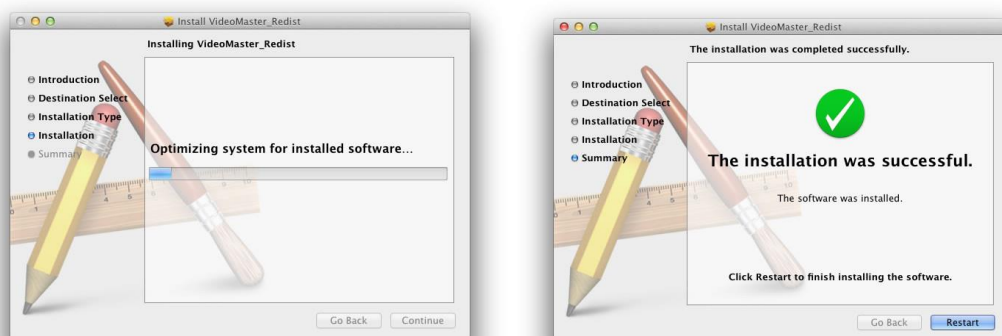 Install VideoMaster_Redist
Installing VideoMaster_Redist
Introduction
Destination Select
Installation Type
Installation
Summary
Optimizing system for installed software...
Go Back
Continue
Install VideoMaster_Redist
The installation was completed successfully.
Introduction
Destination Select
Installation Type
Installation
Summary
The installation was successful.
The software was installed.
Click Restart to finish installing the software.
Go Back
Restart